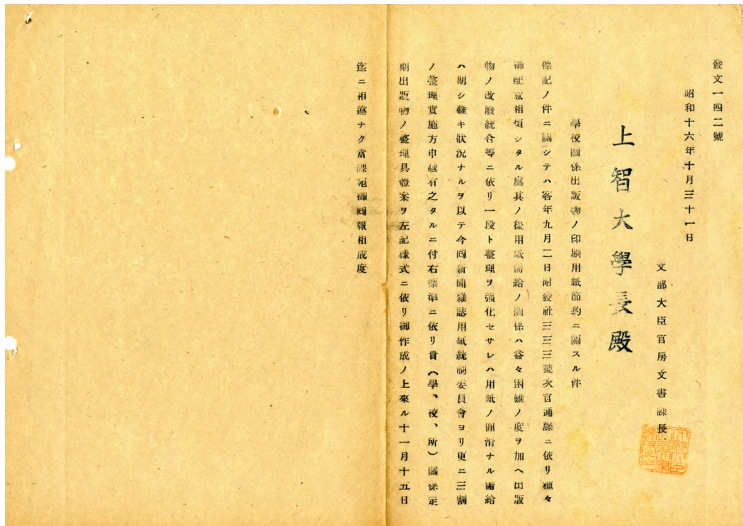 發文一四二號
昭和十六年十月三十一日
文部大臣官房文書課長
上智大學長殿
學校關係出版物ノ印刷用紙節約ニ關スル件
標記ノ件ニ關シテハ客年九月二日附發社三三三號次官通牒ニ依リ種々
御配意相煩シタル處其ノ後用紙需給ノ關係ハ益々困難ノ度ヲ加ヘ出版
物ノ改廢統合等ニ依リ一段ト整理ヲ強化セサレハ用紙ノ圓滑ナル需給
ハ期シ難キ狀況ナルヲ以テ今囘新聞雜誌用紙統制委員會ヨリ更ニ三割
ノ整理實施方申越有之タルニ付右標準ニ依リ貴(學、校、所)關係定
期出版物ノ整理具體案ヲ左記樣式ニ依リ御作成ノ上來ル十一月十五日
迄ニ相違ナク當課宛御囘報相成度